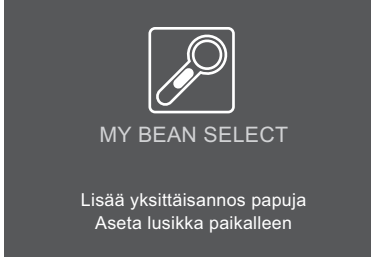 MY BEAN SELECT
Lisää yksittäisannos papuja
Aseta lusikka paikalleen